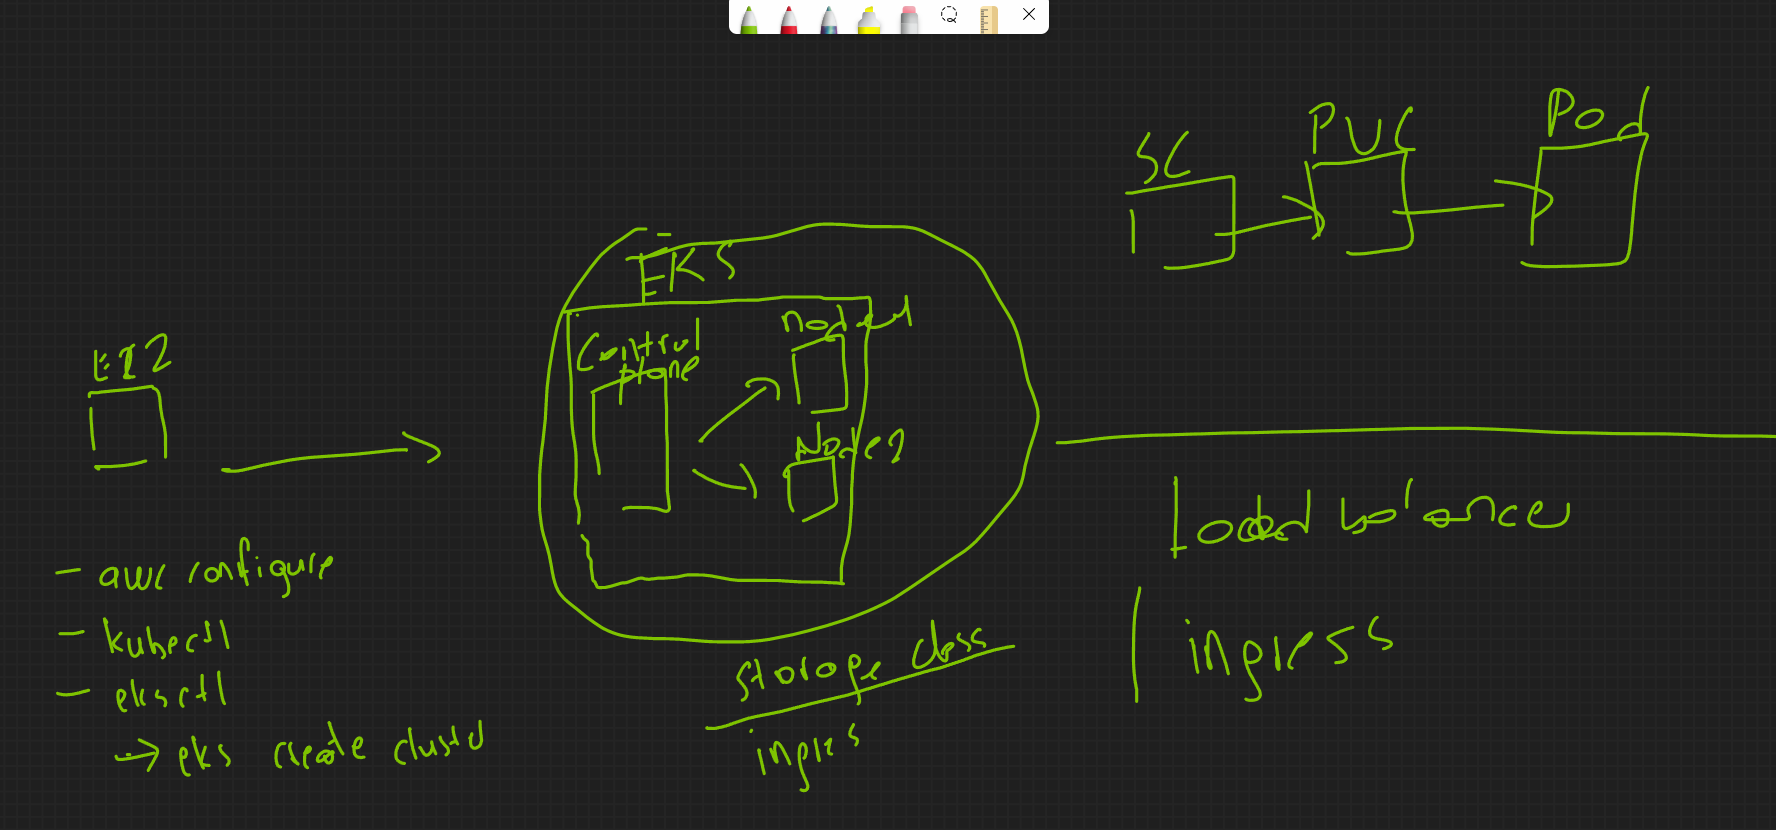 SC
PVC
Pod
EKS
node1
Control
plane
EC2
Node2
Load balancer
- aws configure
- kubectl
- eksctl
→ eks create cluster
storage class
ingres
ingress